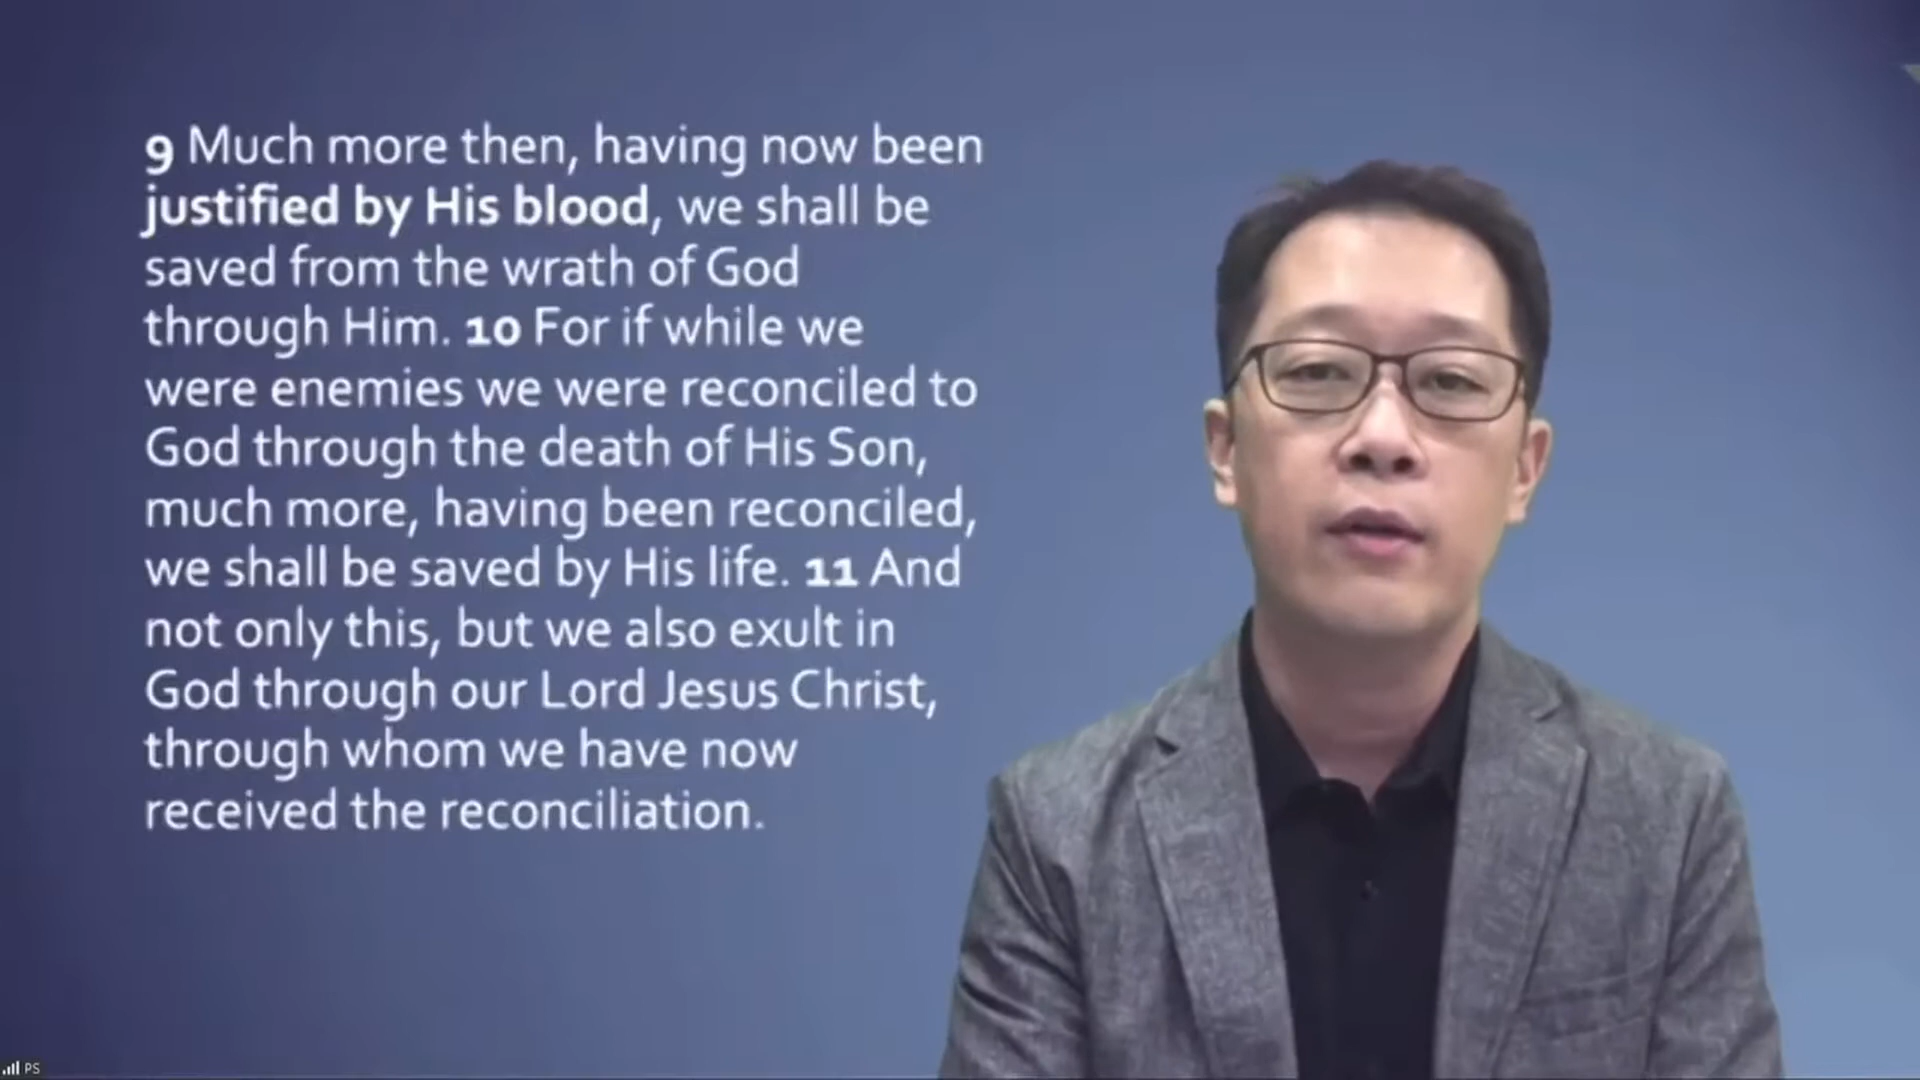 9 Much more then, having now been
justified by His blood, we shall be
saved from the wrath of God
through Him. 10 For if while we
were enemies we were reconciled to
God through the death of His Son,
much more, having been reconciled,
we shall be saved by His life. 11 And
not only this, but we also exult in
God through our Lord Jesus Christ,
through whom we have now
received the reconciliation.
PS